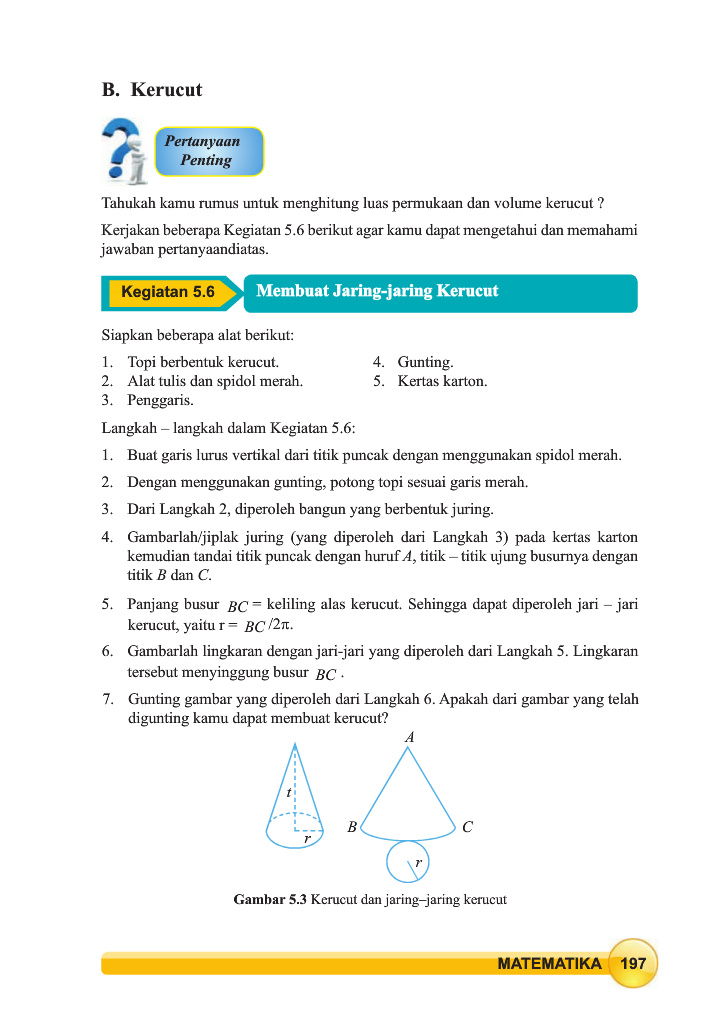 B. Kerucut
Pertanyaan
Penting
Tahukah kamu rumus untuk menghitung luas permukaan dan volume kerucut ?
Kerjakan beberapa Kegiatan 5.6 berikut agar kamu dapat mengetahui dan memahami
jawaban pertanyaandiatas.
Kegiatan 5.6
Membuat Jaring-jaring Kerucut
Siapkan beberapa alat berikut:
1. Topi berbentuk kerucut.
2. Alat tulis dan spidol merah.
3. Penggaris.
4. Gunting.
5. Kertas karton.
Langkah – langkah dalam Kegiatan 5.6:
1. Buat garis lurus vertikal dari titik puncak dengan menggunakan spidol merah.
2. Dengan menggunakan gunting, potong topi sesuai garis merah.
3. Dari Langkah 2, diperoleh bangun yang berbentuk juring.
4. Gambarlah/jiplak juring (yang diperoleh dari Langkah 3) pada kertas karton
kemudian tandai titik puncak dengan huruf A, titik – titik ujung busurnya dengan
titik B dan C.
5. Panjang busur BC = keliling alas kerucut. Sehingga dapat diperoleh jari – jari
kerucut, yaitu r = BC /2π.
6. Gambarlah lingkaran dengan jari-jari yang diperoleh dari Langkah 5. Lingkaran
tersebut menyinggung busur BC .
7. Gunting gambar yang diperoleh dari Langkah 6. Apakah dari gambar yang telah
digunting kamu dapat membuat kerucut?
A
t
r
B
C
r
Gambar 5.3 Kerucut dan jaring–jaring kerucut
MATEMATIKA 197